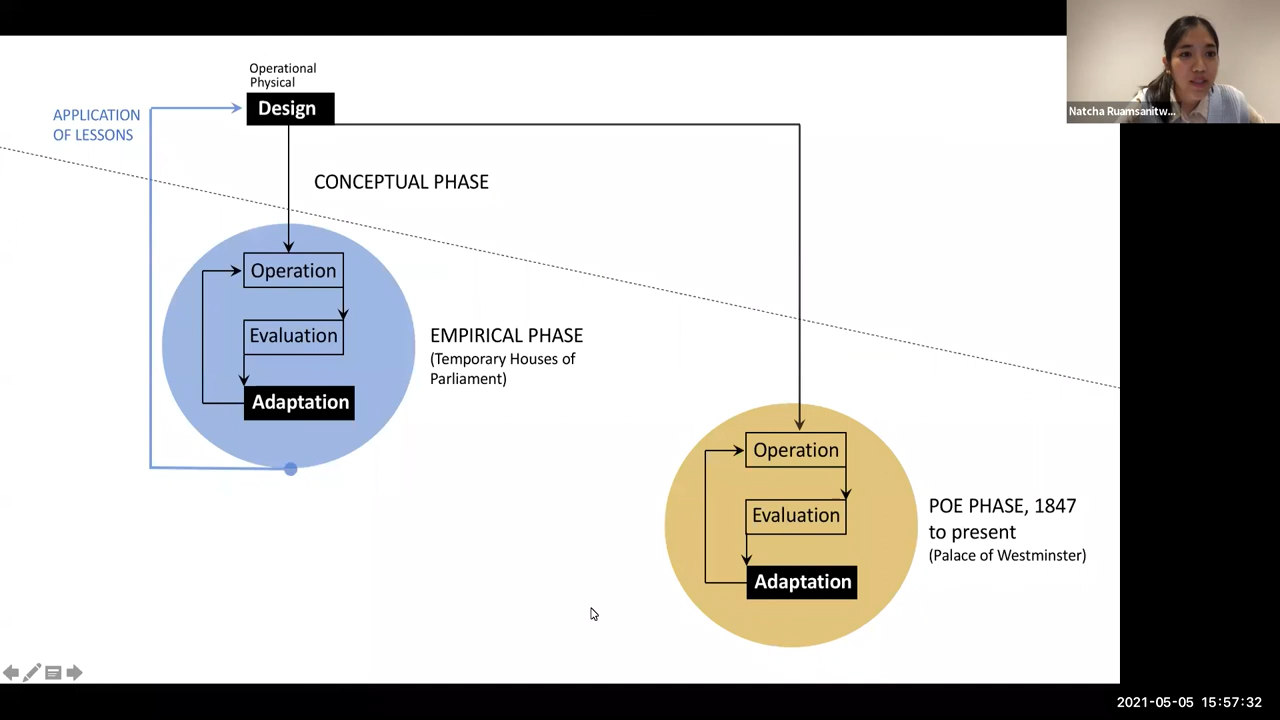 Operational
Physical
Design
APPLICATION
OF LESSONS
CONCEPTUAL PHASE
Operation
Evaluation
Adaptation
EMPIRICAL PHASE
(Temporary Houses of
Parliament)
Operation
Evaluation
Adaptation
POE PHASE, 1847
to present
(Palace of Westminster)
Natcha Ruamsanitw...
2021-05-05 15:57:32